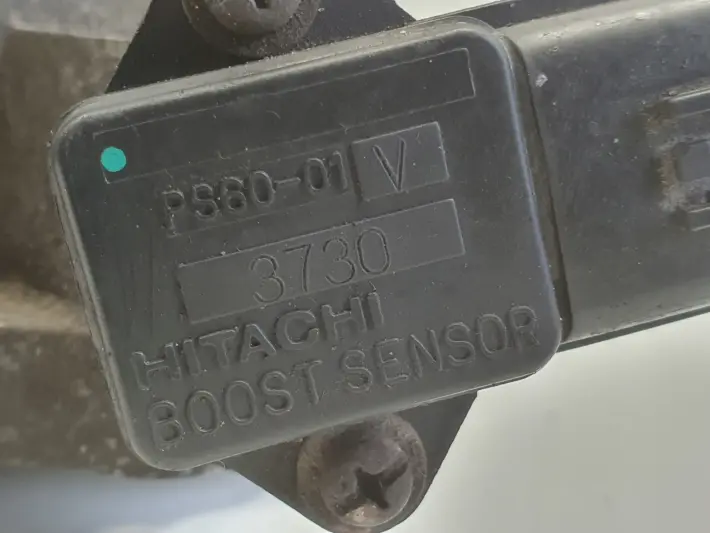 PS60-01 V
3730
HITACHI
BOOST SENSOR